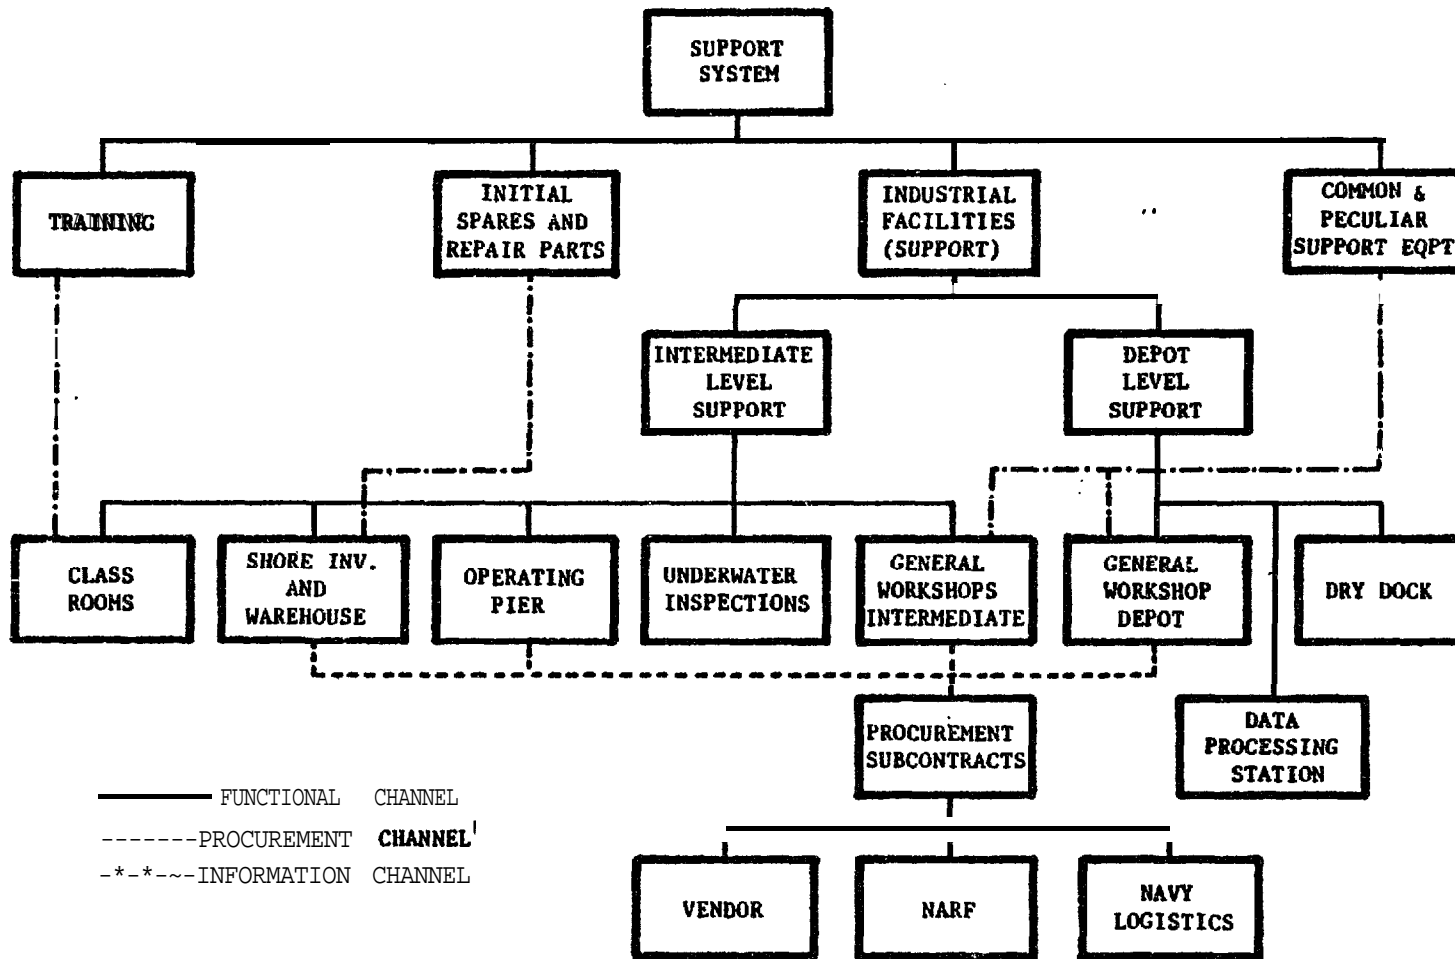 SUPPORT
SYSTEM
TRAINING
INITIAL
SPARES AND
REPAIR PARTS
INDUSTRIAL
FACILITIES
(SUPPORT)
COMMON &
PECULIAR
SUPPORT EQPT
INTERMEDIATE
LEVEL
SUPPORT
DEPOT
LEVEL
SUPPORT
CLASS
ROOMS
SHORE INV.
AND
WAREHOUSE
OPERATING
PIER
UNDERWATER
INSPECTIONS
GENERAL
WORKSHOPS
INTERMEDIATE
GENERAL
WORKSHOP
DEPOT
DRY DOCK
PROCUREMENT
SUBCONTRACTS
DATA
PROCESSING
STATION
FUNCTIONAL CHANNEL
-------PROCUREMENT CHANNEL'
-*-*-~-INFORMATION CHANNEL
VENDOR
NARF
NAVY
LOGISTICS